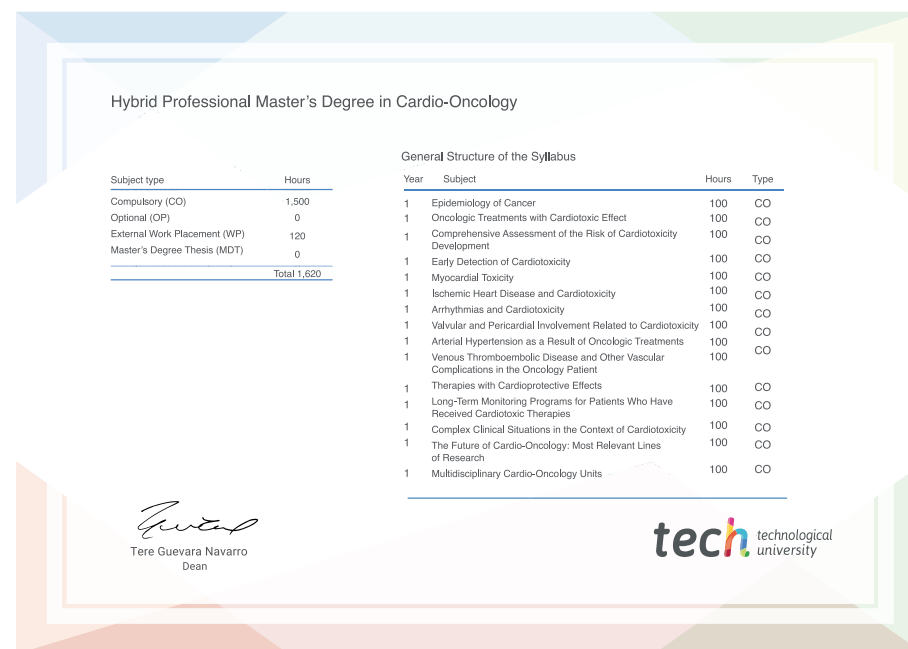 Hybrid Professional Master's Degree in Cardio-Oncology
Subject type Hours
Compulsory (CO) 1,500
Optional (OP) 0
External Work Placement (WP) 120
Master's Degree Thesis (MDT) 0
Total 1,620
General Structure of the Syllabus
Year Subject Hours Type
1 Epidemiology of Cancer 100 CO
1 Oncologic Treatments with Cardiotoxic Effect 100 CO
1 Comprehensive Assessment of the Risk of Cardiotoxicity 100 CO
Development
1 Early Detection of Cardiotoxicity 100 CO
1 Myocardial Toxicity 100 CO
1 Ischemic Heart Disease and Cardiotoxicity 100 CO
1 Arrhythmias and Cardiotoxicity 100 CO
1 Valvular and Pericardial Involvement Related to Cardiotoxicity 100 CO
1 Arterial Hypertension as a Result of Oncologic Treatments 100 CO
1 Venous Thromboembolic Disease and Other Vascular 100
Complications in the Oncology Patient
1 Therapies with Cardioprotective Effects 100 CO
1 Long-Term Monitoring Programs for Patients Who Have 100 CO
Received Cardiotoxic Therapies
1 Complex Clinical Situations in the Context of Cardiotoxicity 100 CO
1 The Future of Cardio-Oncology: Most Relevant Lines 100 CO
of Research
1 Multidisciplinary Cardio-Oncology Units 100 CO
Tere Guevara Navarro
Dean
tech technological
university